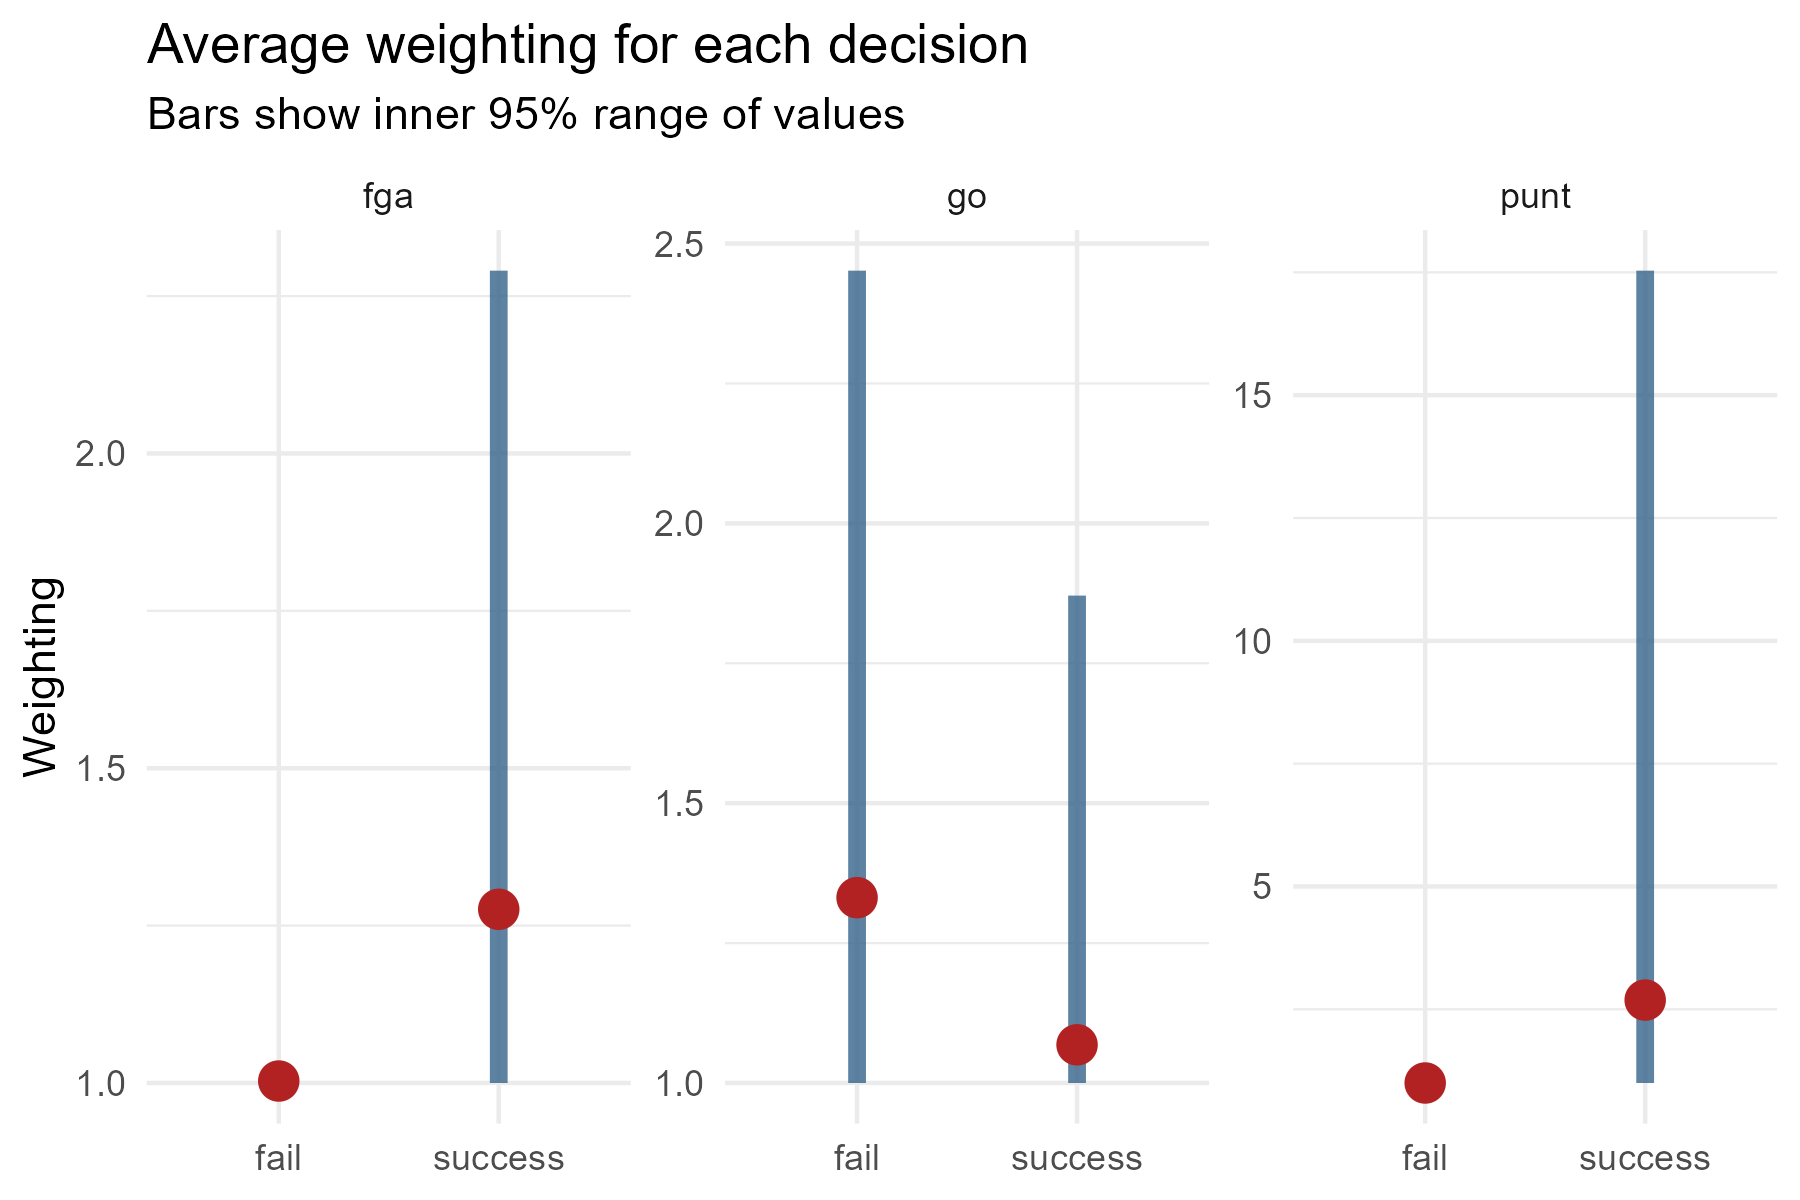 Average weighting for each decision
Bars show inner 95% range of values
fga
go
punt
Weighting
2.0
1.5
1.0
2.5
2.0
1.5
1.0
15
10
5
fail
success
fail
success
fail
success